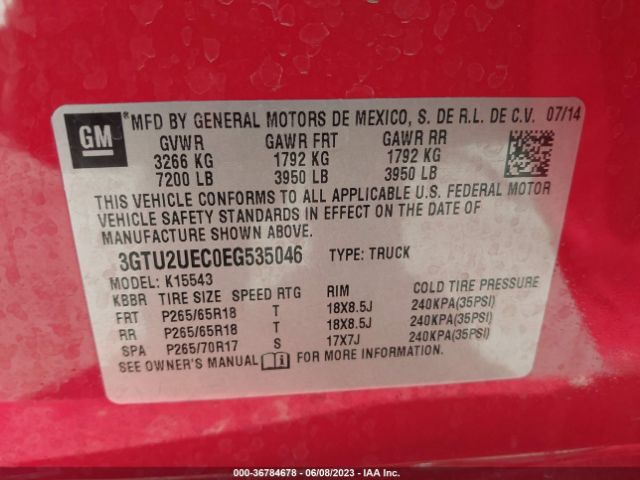 GM
*MFD BY GENERAL MOTORS DE MEXICO, S. DE R.L. DE C.V. 07/14
GVWR GAWR FRT GAWR RR
3266 KG 1792 KG 1792 KG
7200 LB 3950 LB 3950 LB
THIS VEHICLE CONFORMS TO ALL APPLICABLE U.S. FEDERAL MOTOR
VEHICLE SAFETY STANDARDS IN EFFECT ON THE DATE OF
MANUFACTURE SHOWN ABOVE.
3GTU2UEC0EG535046 TYPE: TRUCK
MODEL: K15543
KBBR TIRE SIZE SPEED RTG RIM COLD TIRE PRESSURE
FRT P265/65R18 T 18X8.5J 240KPA(35PSI)
RR P265/65R18 T 18X8.5J 240KPA(35PSI)
SPA P265/70R17 S 17X7J 240KPA(35PSI)
SEE OWNER'S MANUAL FOR MORE INFORMATION.
000-36784678 - 06/08/2023 - IAAI.com